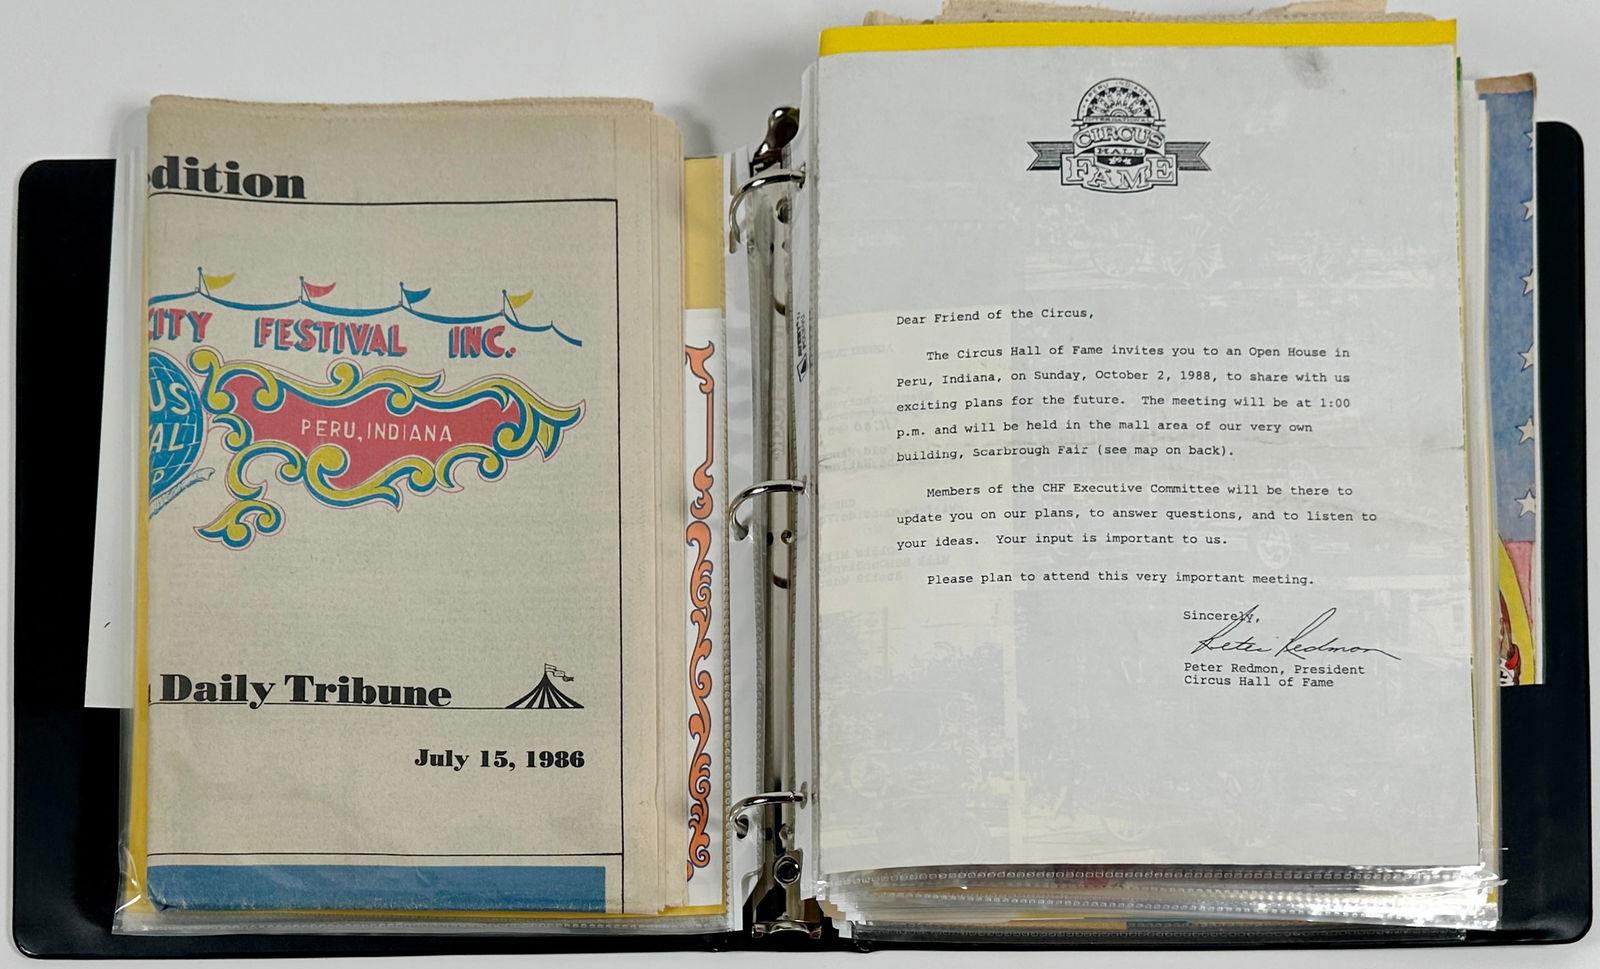 dition
CITY FESTIVAL INC.
US
AL
D
PERU, INDIANA
Daily Tribune
July 15, 1986
PERU INDIANA
INTERNATIONAL
CIRCUS
HALL
OF
FAME
Dear Friend of the Circus,
The Circus Hall of Fame invites you to an Open House in
Peru, Indiana, on Sunday, October 2, 1988, to share with us
exciting plans for the future. The meeting will be at 1:00
p.m. and will be held in the mall area of our very own
building, Scarbrough Fair (see map on back).
Members of the CHF Executive Committee will be there to
update you on our plans, to answer questions, and to listen to
your ideas. Your input is important to us.
Please plan to attend this very important meeting.
Sincerely,
Peter Redmon
Peter Redmon, President
Circus Hall of Fame